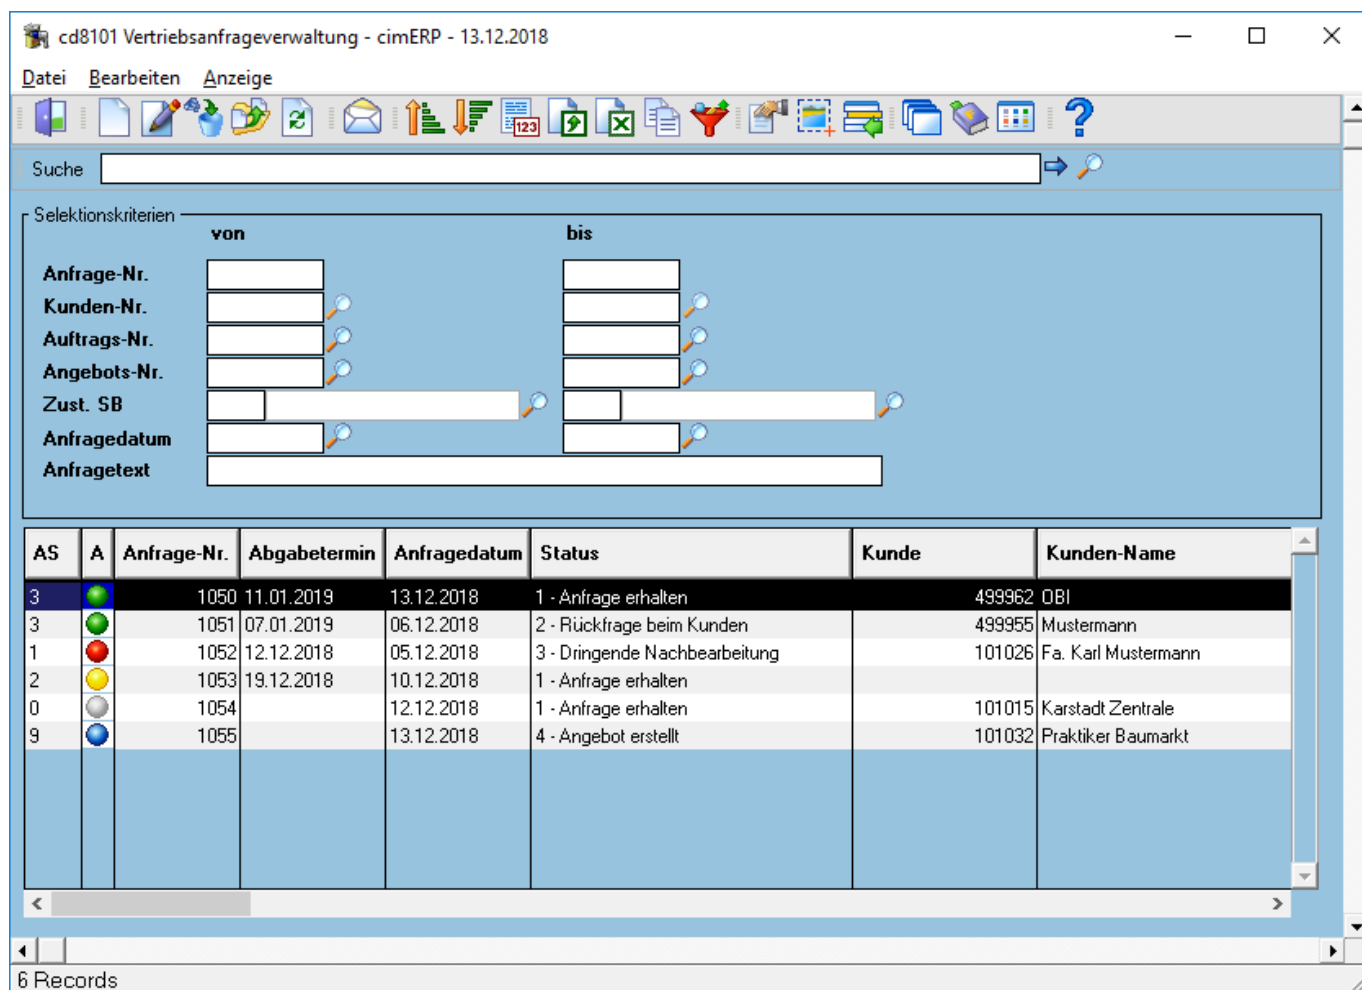 cd8101 Vertriebsanfrageverwaltung - cimERP - 13.12.2018
Datei Bearbeiten Anzeige
123
Suche
Selektionskriterien
von bis
Anfrage-Nr.
Kunden-Nr.
Auftrags-Nr.
Angebots-Nr.
Zust. SB
Anfragedatum
Anfragetext
AS A Anfrage-Nr. Abgabetermin Anfragedatum Status Kunde Kunden-Name
3 1050 11.01.2019 13.12.2018 1 - Anfrage erhalten 499962 OBI
3 1051 07.01.2019 06.12.2018 2 - Rückfrage beim Kunden 499955 Mustermann
1 1052 12.12.2018 05.12.2018 3 - Dringende Nachbearbeitung 101026 Fa. Karl Mustermann
2 1053 19.12.2018 10.12.2018 1 - Anfrage erhalten
0 1054 12.12.2018 1 - Anfrage erhalten 101015 Karstadt Zentrale
9 1055 13.12.2018 4 - Angebot erstellt 101032 Praktiker Baumarkt
6 Records